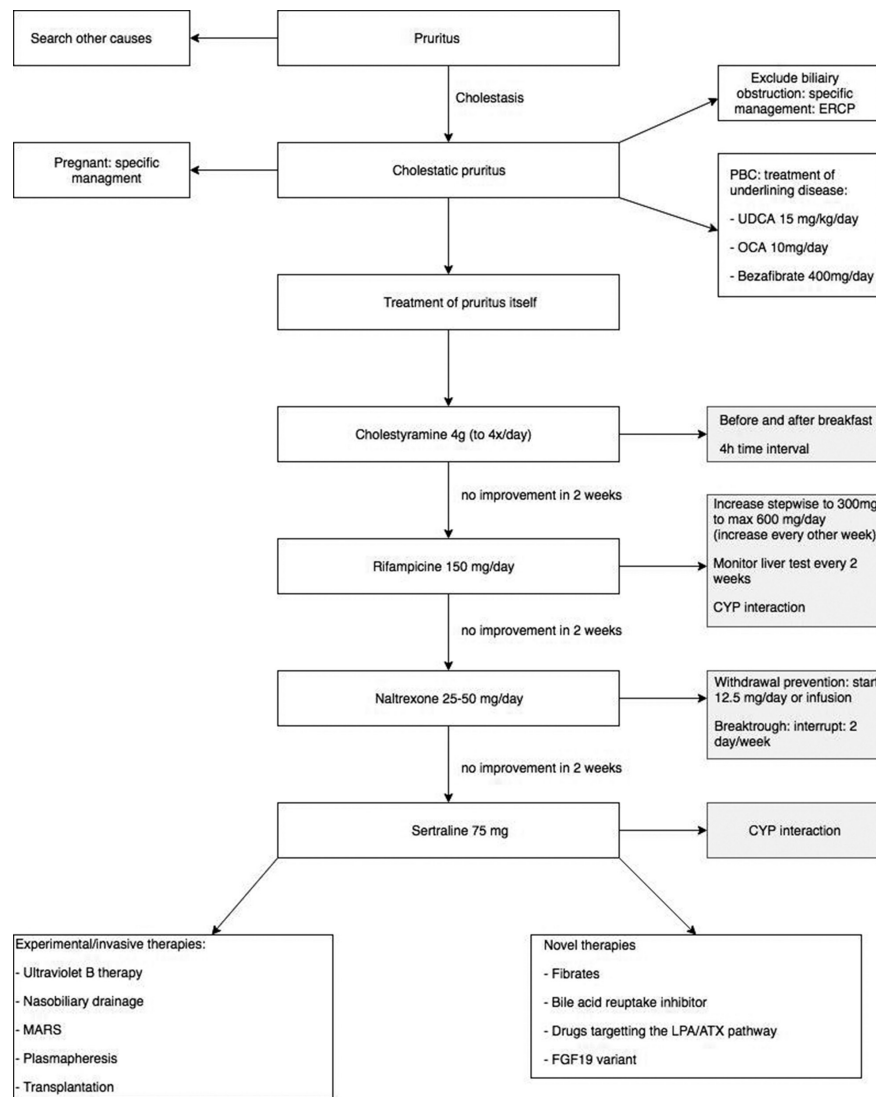 Search other causes
Pruritus
Cholestasis
Exclude biliairy
obstruction: specific
management: ERCP
Pregnant: specific
managment
Cholestatic pruritus
PBC: treatment of
underlining disease:
- UDCA 15 mg/kg/day
- OCA 10mg/day
- Bezafibrate 400mg/day
Treatment of pruritus itself
Cholestyramine 4g (to 4x/day)
Before and after breakfast
4h time interval
no improvement in 2 weeks
Increase stepwise to 300mg
to max 600 mg/day
(increase every other week)
Monitor liver test every 2
weeks
CYP interaction
Rifampicine 150 mg/day
no improvement in 2 weeks
Naltrexone 25-50 mg/day
Withdrawal prevention: start
12.5 mg/day or infusion
Breaktrough: interrupt: 2
day/week
no improvement in 2 weeks
Sertraline 75 mg
CYP interaction
Experimental/invasive therapies:
- Ultraviolet B therapy
- Nasobiliary drainage
- MARS
- Plasmapheresis
- Transplantation
Novel therapies
- Fibrates
- Bile acid reuptake inhibitor
- Drugs targetting the LPA/ATX pathway
- FGF19 variant